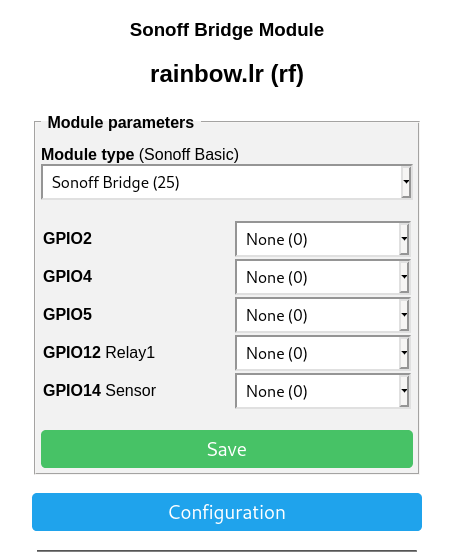 Sonoff Bridge Module
rainbow.lr (rf)
Module parameters
Module type (Sonoff Basic)
Sonoff Bridge (25)
GPIO2 None (0)
GPIO4 None (0)
GPIO5 None (0)
GPIO12 Relay1 None (0)
GPIO14 Sensor None (0)
Save
Configuration